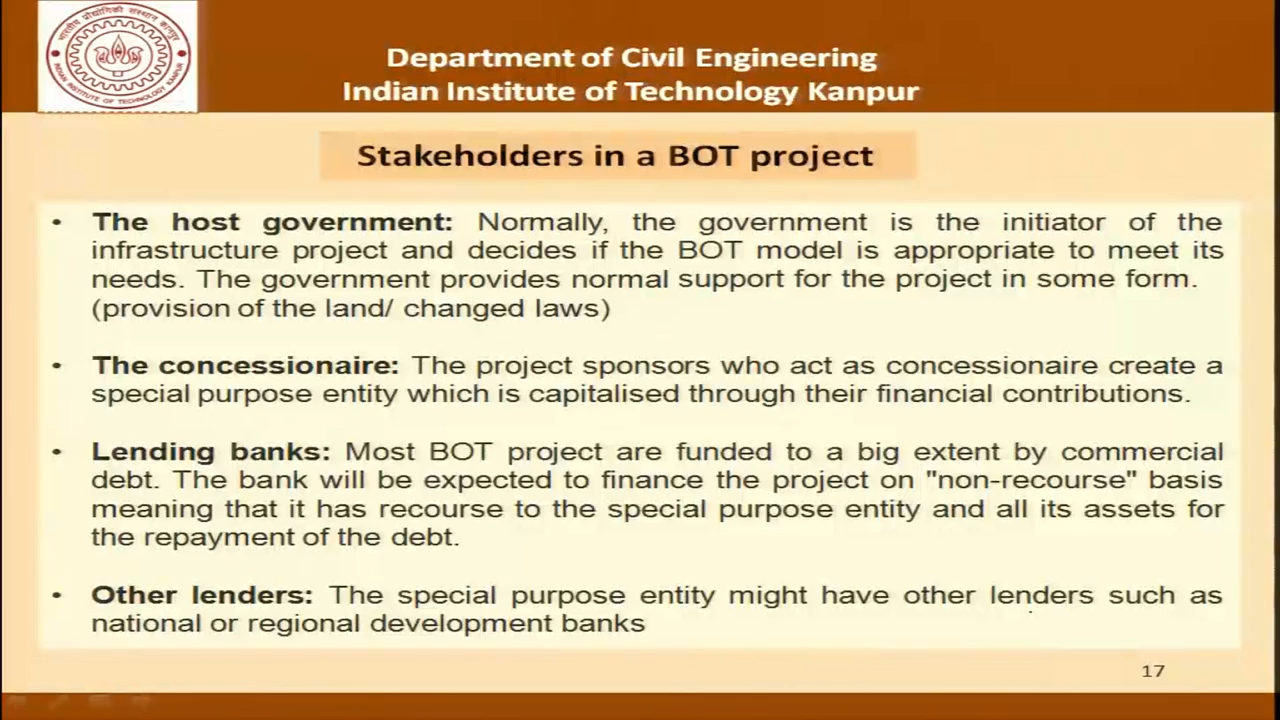 भारतीय प्रौद्योगिकी संस्थान कानपुर
INDIAN INSTITUTE OF TECHNOLOGY KANPUR
Department of Civil Engineering
Indian Institute of Technology Kanpur
Stakeholders in a BOT project
• The host government: Normally, the government is the initiator of the
infrastructure project and decides if the BOT model is appropriate to meet its
needs. The government provides normal support for the project in some form.
(provision of the land/ changed laws)
• The concessionaire: The project sponsors who act as concessionaire create a
special purpose entity which is capitalised through their financial contributions.
• Lending banks: Most BOT project are funded to a big extent by commercial
debt. The bank will be expected to finance the project on "non-recourse" basis
meaning that it has recourse to the special purpose entity and all its assets for
the repayment of the debt.
• Other lenders: The special purpose entity might have other lenders such as
national or regional development banks
17